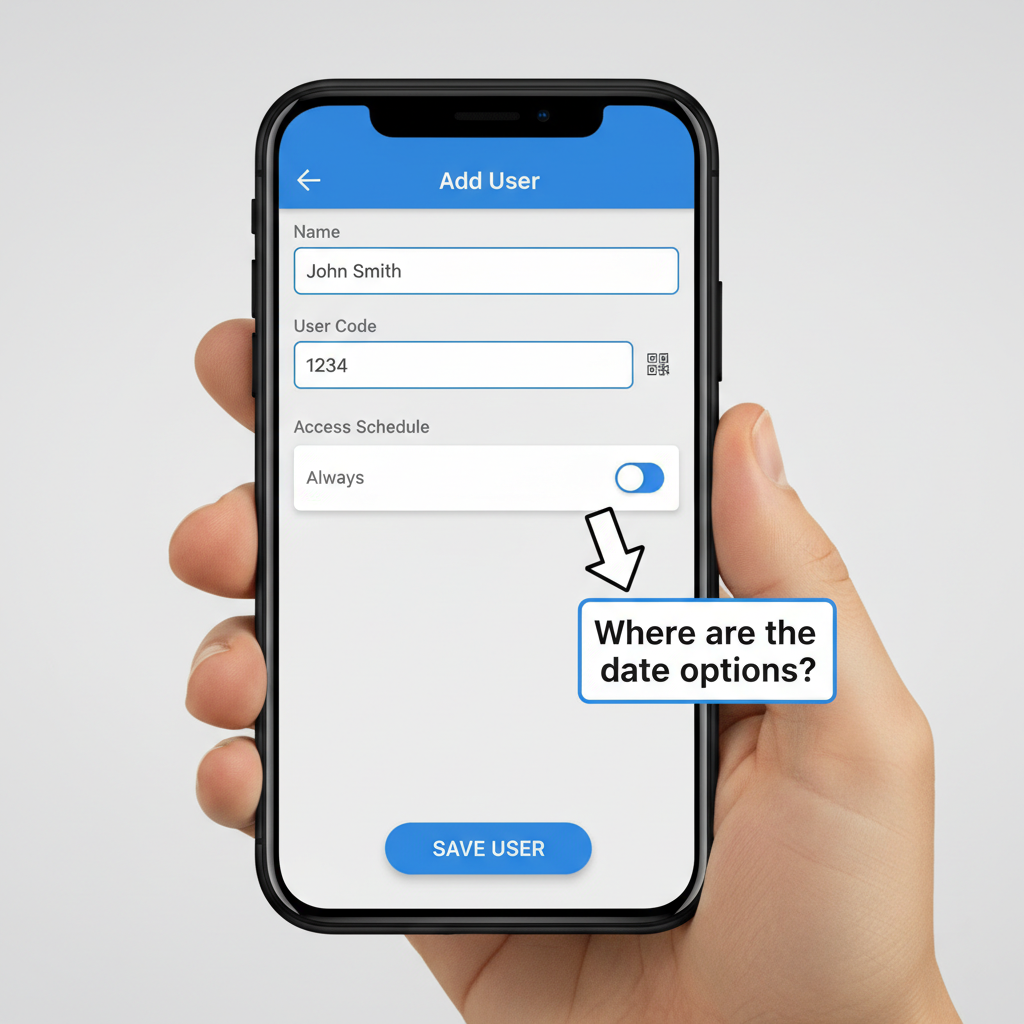 Add User
Name
John Smith
User Code
1234
Access Schedule
Always
Where are the
date options?
SAVE USER